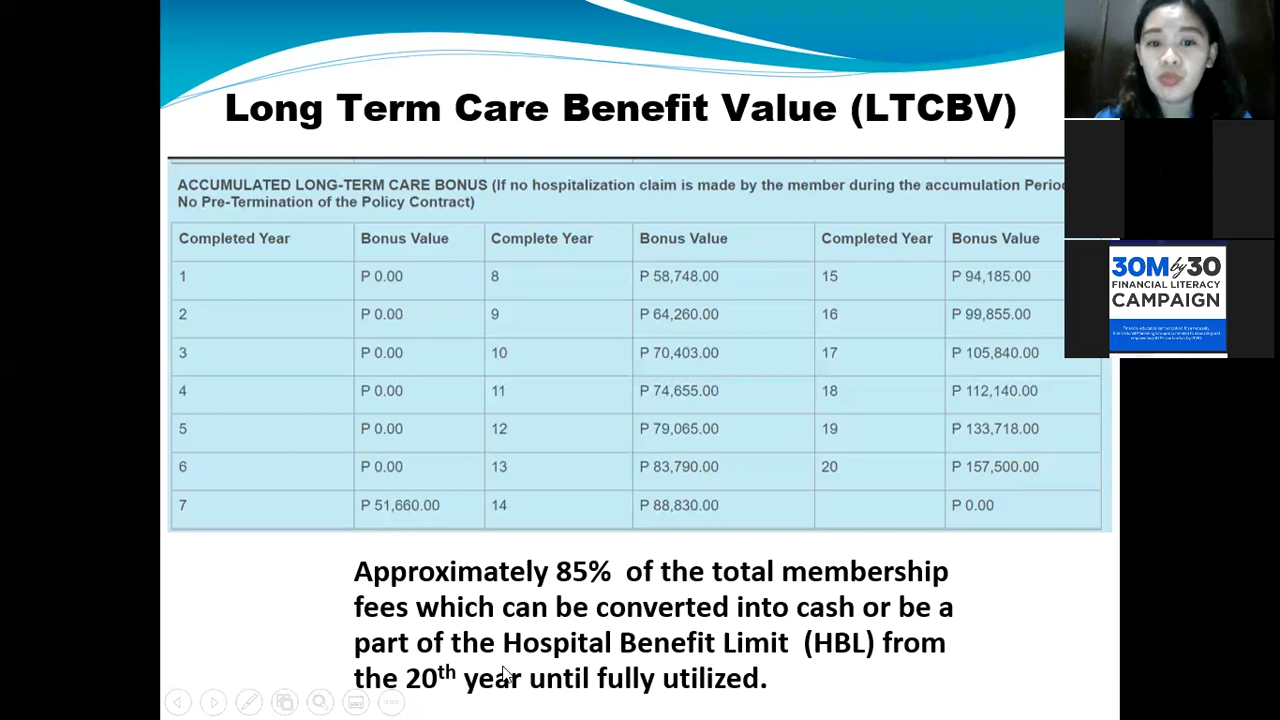 Long Term Care Benefit Value (LTCBV)
ACCUMULATED LONG-TERM CARE BONUS (If no hospitalization claim is made by the member during the accumulation
No Pre-Termination of the Policy Contract)
Completed Year Bonus Value Complete Year Bonus Value Completed Year Bonus Value
1 P 0.00 8 P 58,748.00 15 P 94,185.00
2 P 0.00 9 P 64,260.00 16 P 99,855.00
3 P 0.00 10 P 70,403.00 17 P 105,840.00
4 P 0.00 11 P 74,655.00 18 P 112,140.00
5 P 0.00 12 P 79,065.00 19 P 133,718.00
6 P 0.00 13 P 83,790.00 20 P 157,500.00
7 P 51,660.00 14 P 88,830.00 P 0.00
Approximately 85% of the total membership
fees which can be converted into cash or be a
part of the Hospital Benefit Limit (HBL) from
the 20th year until fully utilized.
30M by 30
FINANCIAL LITERACY
CAMPAIGN